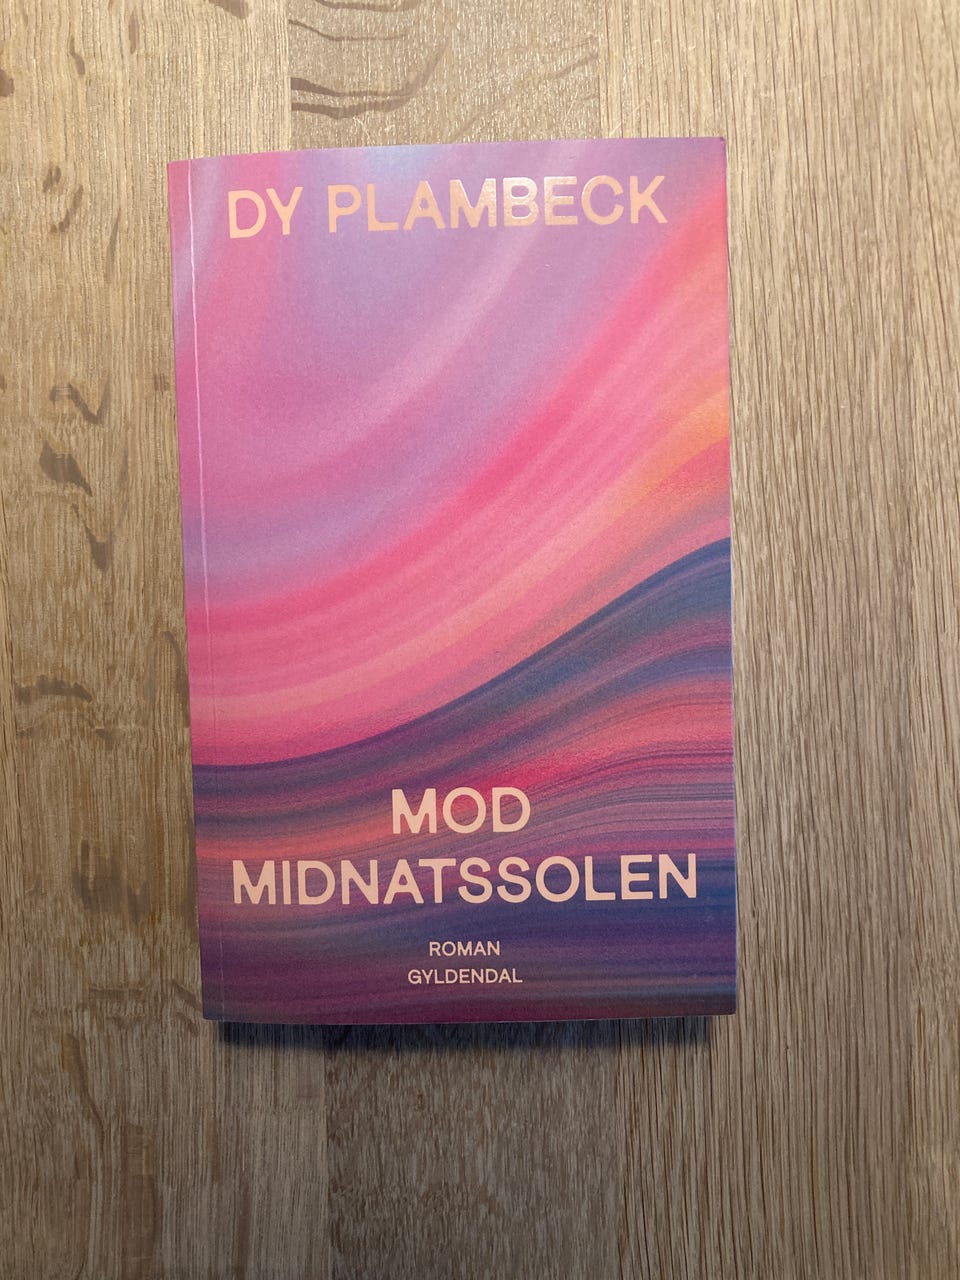 DY PLAMBECK
MOD
MIDNATSSOLEN
ROMAN
GYLDENDAL